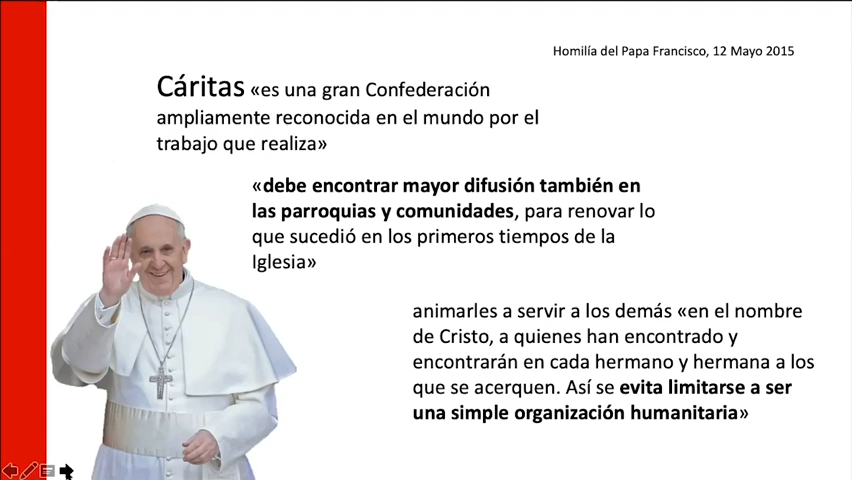 Homilía del Papa Francisco, 12 Mayo 2015
Cáritas «es una gran Confederación
ampliamente reconocida en el mundo por el
trabajo que realiza»
«debe encontrar mayor difusión también en
las parroquias y comunidades, para renovar lo
que sucedió en los primeros tiempos de la
Iglesia»
animarles a servir a los demás «en el nombre
de Cristo, a quienes han encontrado y
encontrarán en cada hermano y hermana a los
que se acerquen. Así se evita limitarse a ser
una simple organización humanitaria»